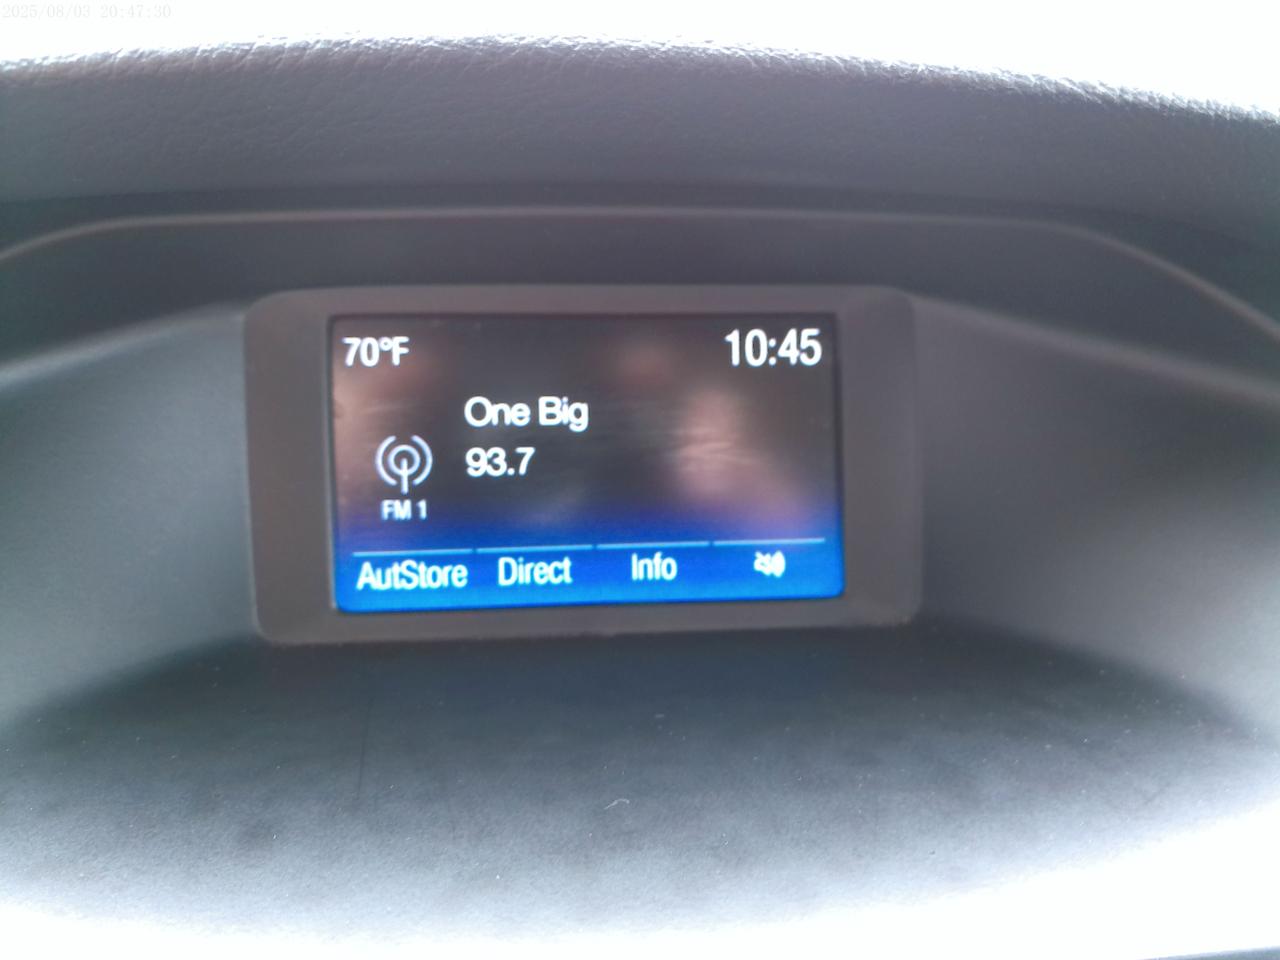 2025/08/03 20:47:30
70°F
10:45
One Big
93.7
FM 1
AutStore Direct Info